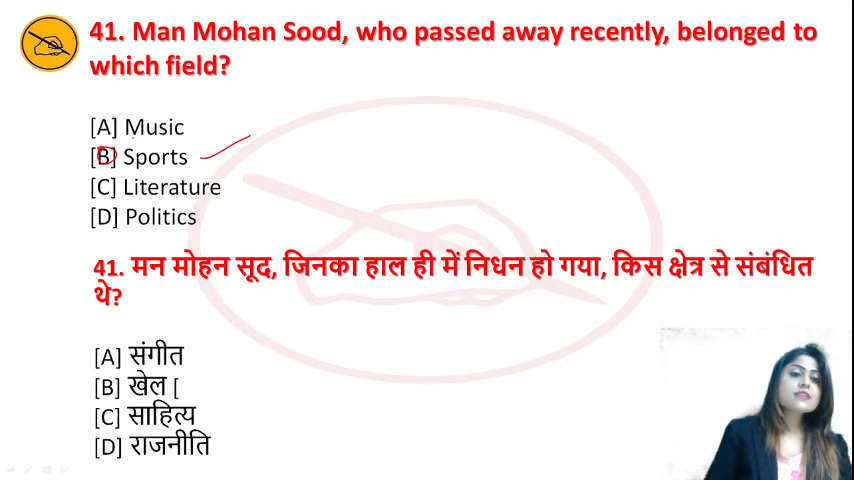 41. Man Mohan Sood, who passed away recently, belonged to
which field?
[A] Music
[B] Sports
[C] Literature
[D] Politics
41. मन मोहन सूद, जिनका हाल ही में निधन हो गया, किस क्षेत्र से संबंधित
थे?
[A] संगीत
[B] खेल [
[C] साहित्य
[D] राजनीति